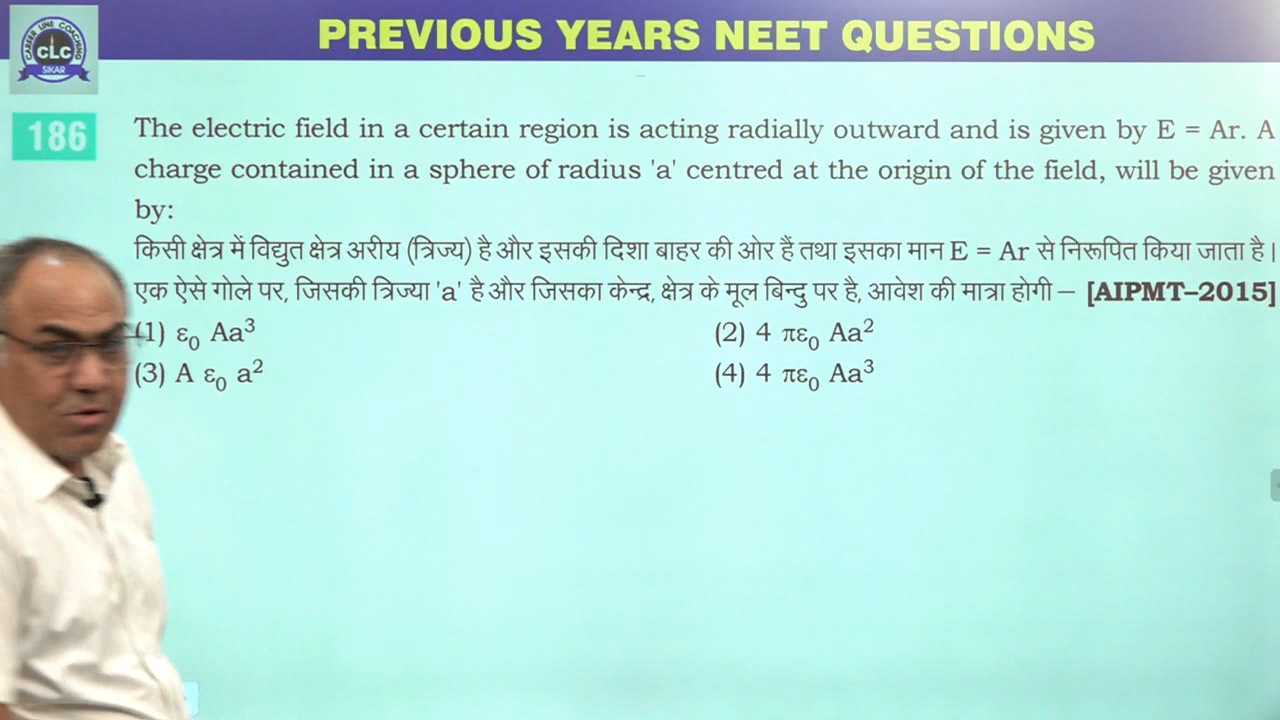 PREVIOUS YEARS NEET QUESTIONS
CAREER LINE COACHING
CLC
SIKAR
186
The electric field in a certain region is acting radially outward and is given by E = Ar. A
charge contained in a sphere of radius 'a' centred at the origin of the field, will be given
by:
किसी क्षेत्र में विद्युत क्षेत्र अरीय (त्रिज्य) है और इसकी दिशा बाहर की ओर हैं तथा इसका मान E = Ar से निरूपित किया जाता है।
एक ऐसे गोले पर, जिसकी त्रिज्या 'a' है और जिसका केन्द्र, क्षेत्र के मूल बिन्दु पर है, आवेश की मात्रा होगी – [AIPMT–2015]
(1) ε₀ Aa³ (2) 4 πε₀ Aa²
(3) A ε₀ a² (4) 4 πε₀ Aa³